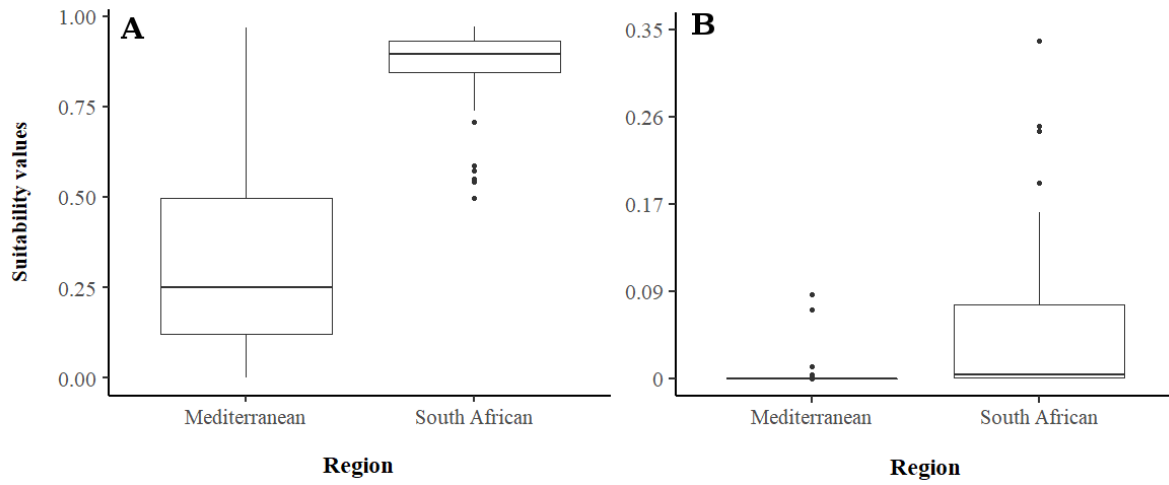 A
Suitability values
1.00
0.75
0.50
0.25
0.00
Mediterranean
South African
Region
B
0.35
0.26
0.17
0.09
0
Mediterranean
South African
Region